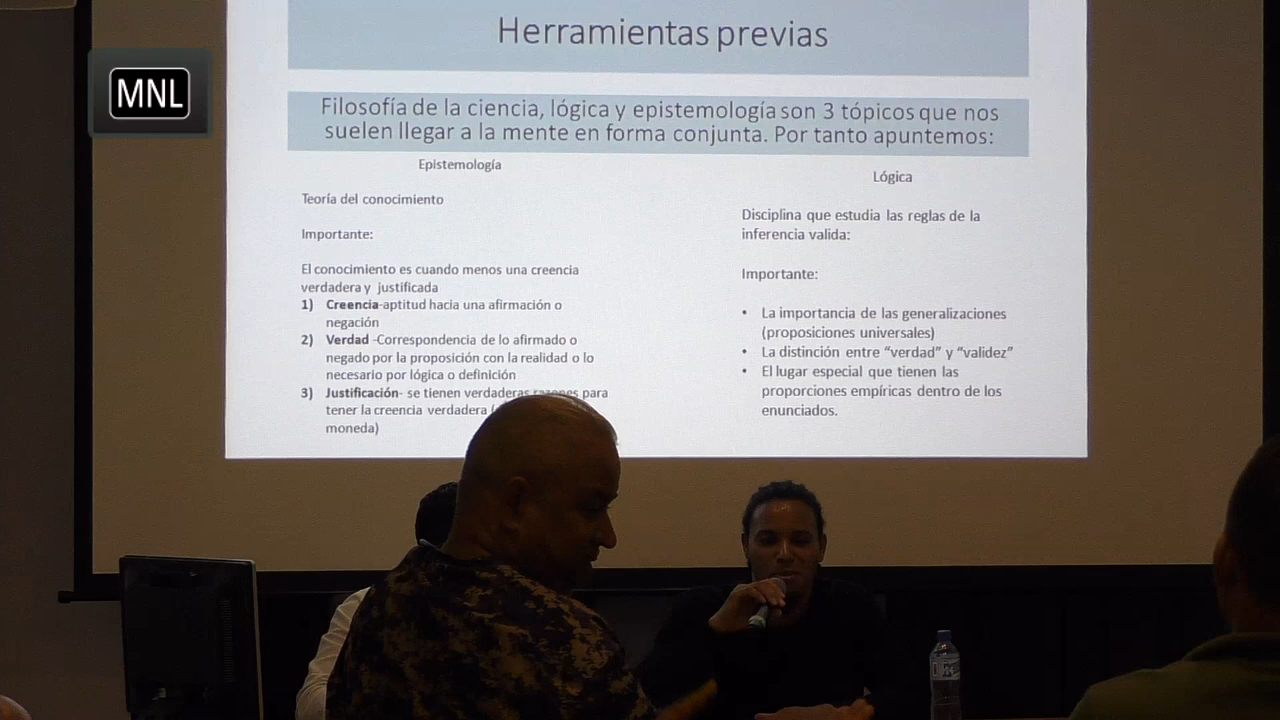 MNL
Herramientas previas
Filosofía de la ciencia, lógica y epistemología son 3 tópicos que nos
suelen llegar a la mente en forma conjunta. Por tanto apuntemos:
Epistemología
Teoría del conocimiento
Importante:
El conocimiento es cuando menos una creencia
verdadera y justificada
1) Creencia-aptitud hacia una afirmación o
negación
2) Verdad -Correspondencia de lo afirmado o
negado por la proposición con la realidad o lo
necesario por lógica o definición
3) Justificación- se tienen verdaderas razones para
tener la creencia verdadera (
moneda)
Lógica
Disciplina que estudia las reglas de la
inferencia valida:
Importante:
• La importancia de las generalizaciones
(proposiciones universales)
• La distinción entre “verdad” y “validez”
• El lugar especial que tienen las
proporciones empíricas dentro de los
enunciados.